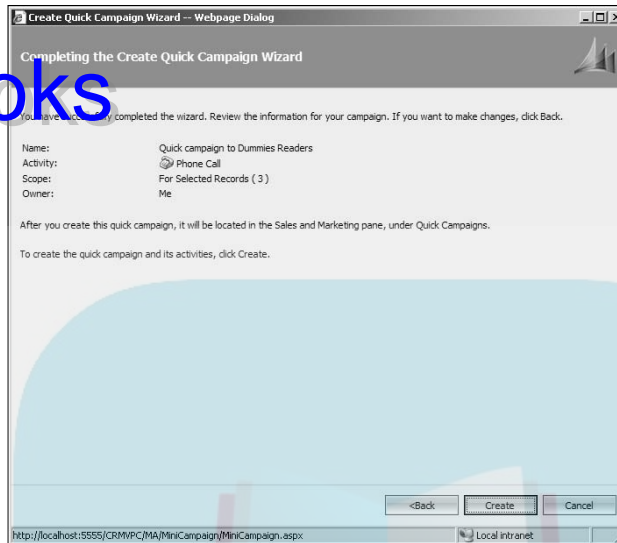 Create Quick Campaign Wizard -- Webpage Dialog
Completing the Create Quick Campaign Wizard
oks
You have successfully completed the wizard. Review the information for your campaign. If you want to make changes, click Back.
Name: Quick campaign to Dummies Readers
Activity: Phone Call
Scope: For Selected Records ( 3 )
Owner: Me
After you create this quick campaign, it will be located in the Sales and Marketing pane, under Quick Campaigns.
To create the quick campaign and its activities, click Create.
<Back Create Cancel
http://localhost:5555/CRMVPC/MA/MiniCampaign/MiniCampaign.aspx Local intranet